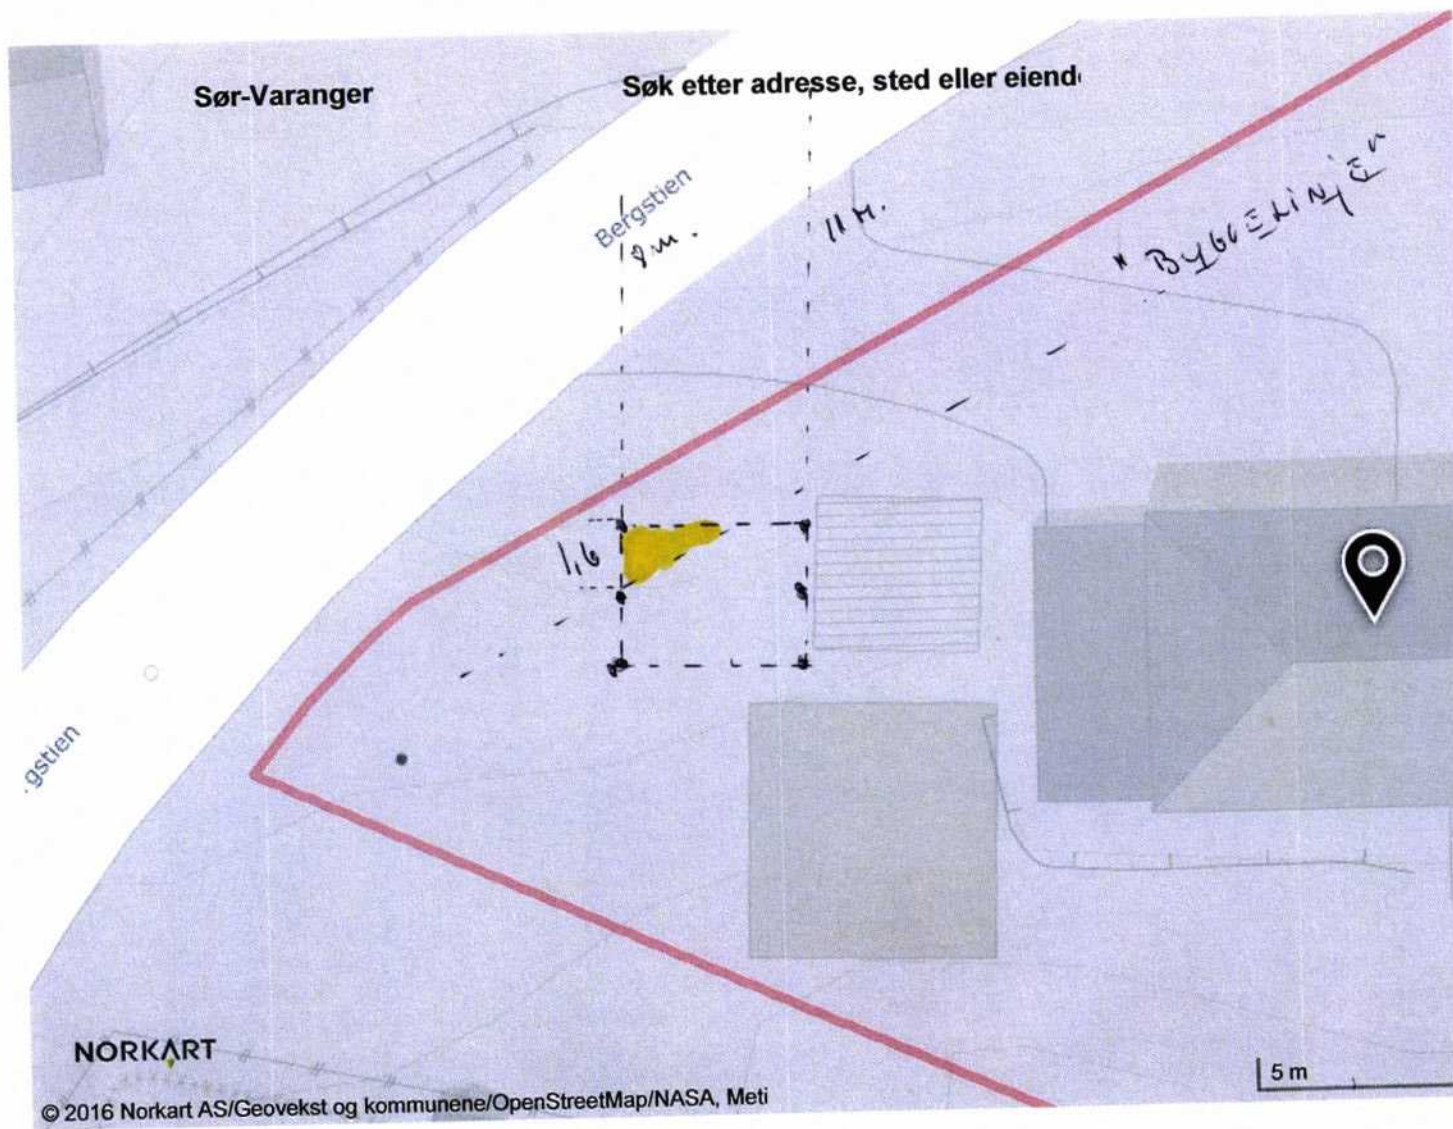 Sør-Varanger
Søk etter adresse, sted eller eiend
Bergstien
8 m.
11 M.
" BYGGELINJEN
1,6
gstien
NORKART
5 m
© 2016 Norkart AS/Geovekst og kommunene/OpenStreetMap/NASA, Meti